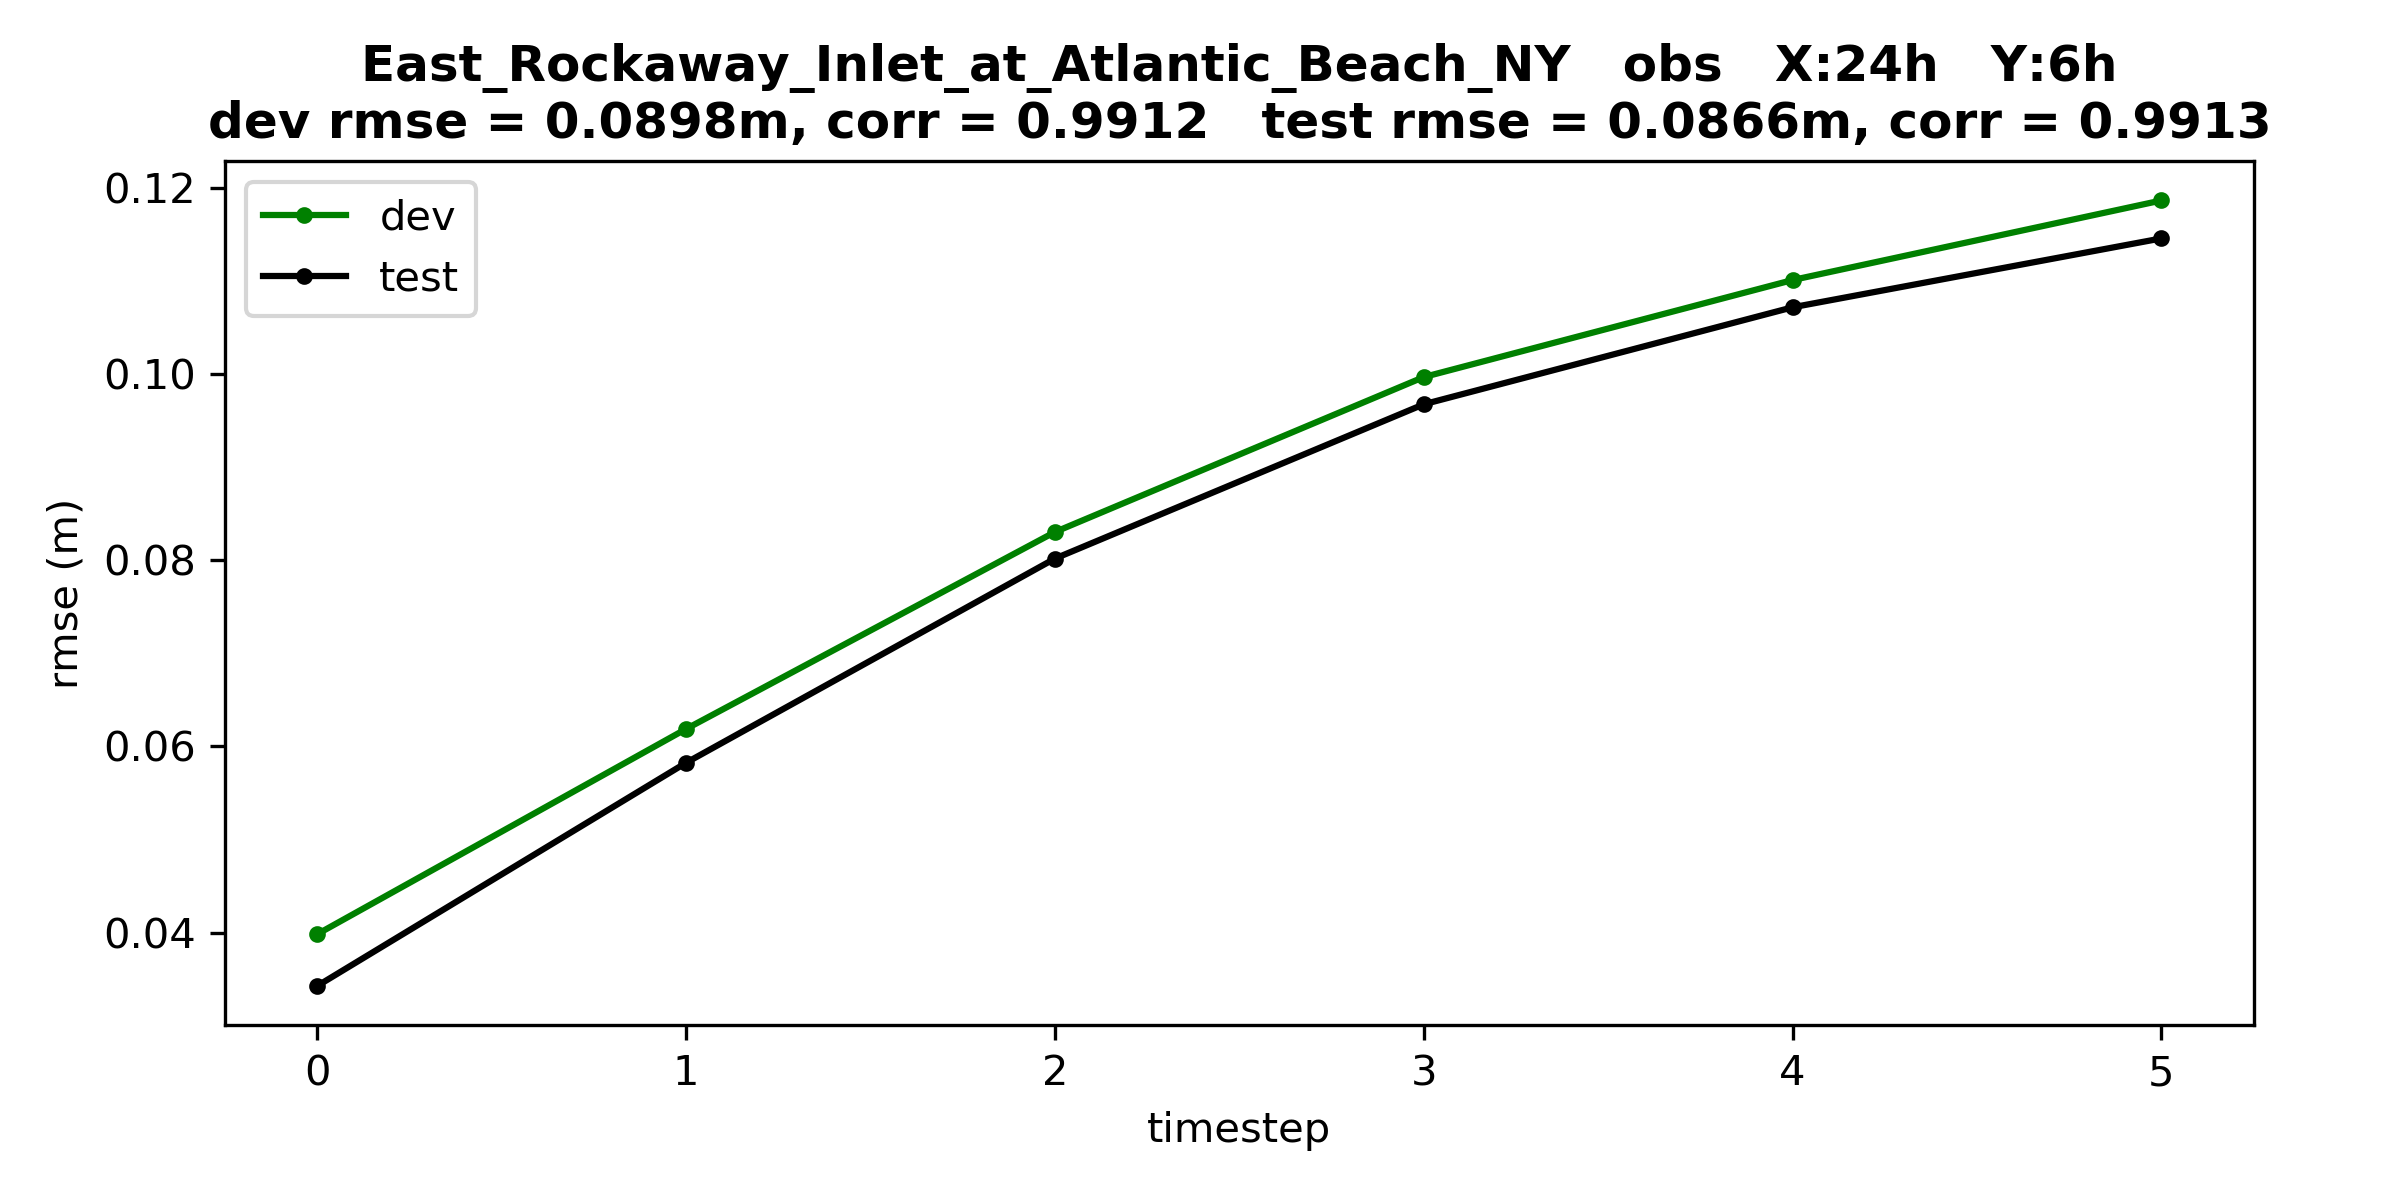 East_Rockaway_Inlet_at_Atlantic_Beach_NY   obs   X:24h   Y:6h
dev rmse = 0.0898m, corr = 0.9912   test rmse = 0.0866m, corr = 0.9913
dev
test
0.12
0.10
0.08
0.06
0.04
rmse (m)
0 1 2 3 4 5
timestep